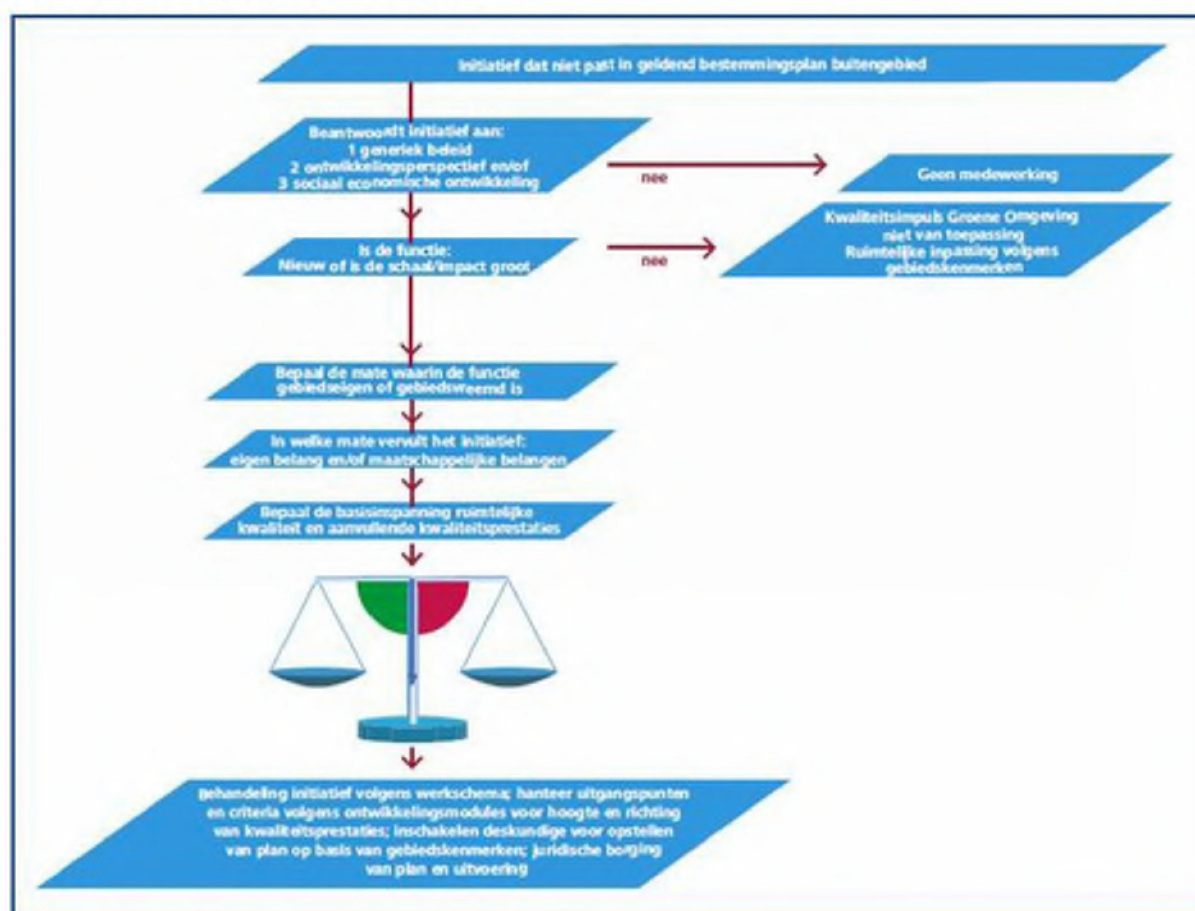 Initiatief dat niet past in geldend bestemmingsplan buitengebied
Beantwoordt initiatief aan:
1 generiek beleid
2 ontwikkelingsperspectief en/of
3 sociaal economische ontwikkeling
nee
Geen medewerking
Is de functie:
Nieuw of is de schaal/impact groot
nee
Kwaliteitsimpuls Groene Omgeving
niet van toepassing
Ruimtelijke inpassing volgens
gebiedskenmerken
Bepaal de mate waarin de functie
gebiedseigen of gebiedsvreemd is
In welke mate vervult het initiatief:
eigen belang en/of maatschappelijke belangen
Bepaal de basisinspanning ruimtelijke
kwaliteit en aanvullende kwaliteitsprestaties
Behandeling initiatief volgens werkschema; hanteer uitgangspunten
en criteria volgens ontwikkelingsmodules voor hoogte en richting
van kwaliteitsprestaties; inschakelen deskundige voor opstellen
van plan op basis van gebiedskenmerken; juridische borging
van plan en uitvoering